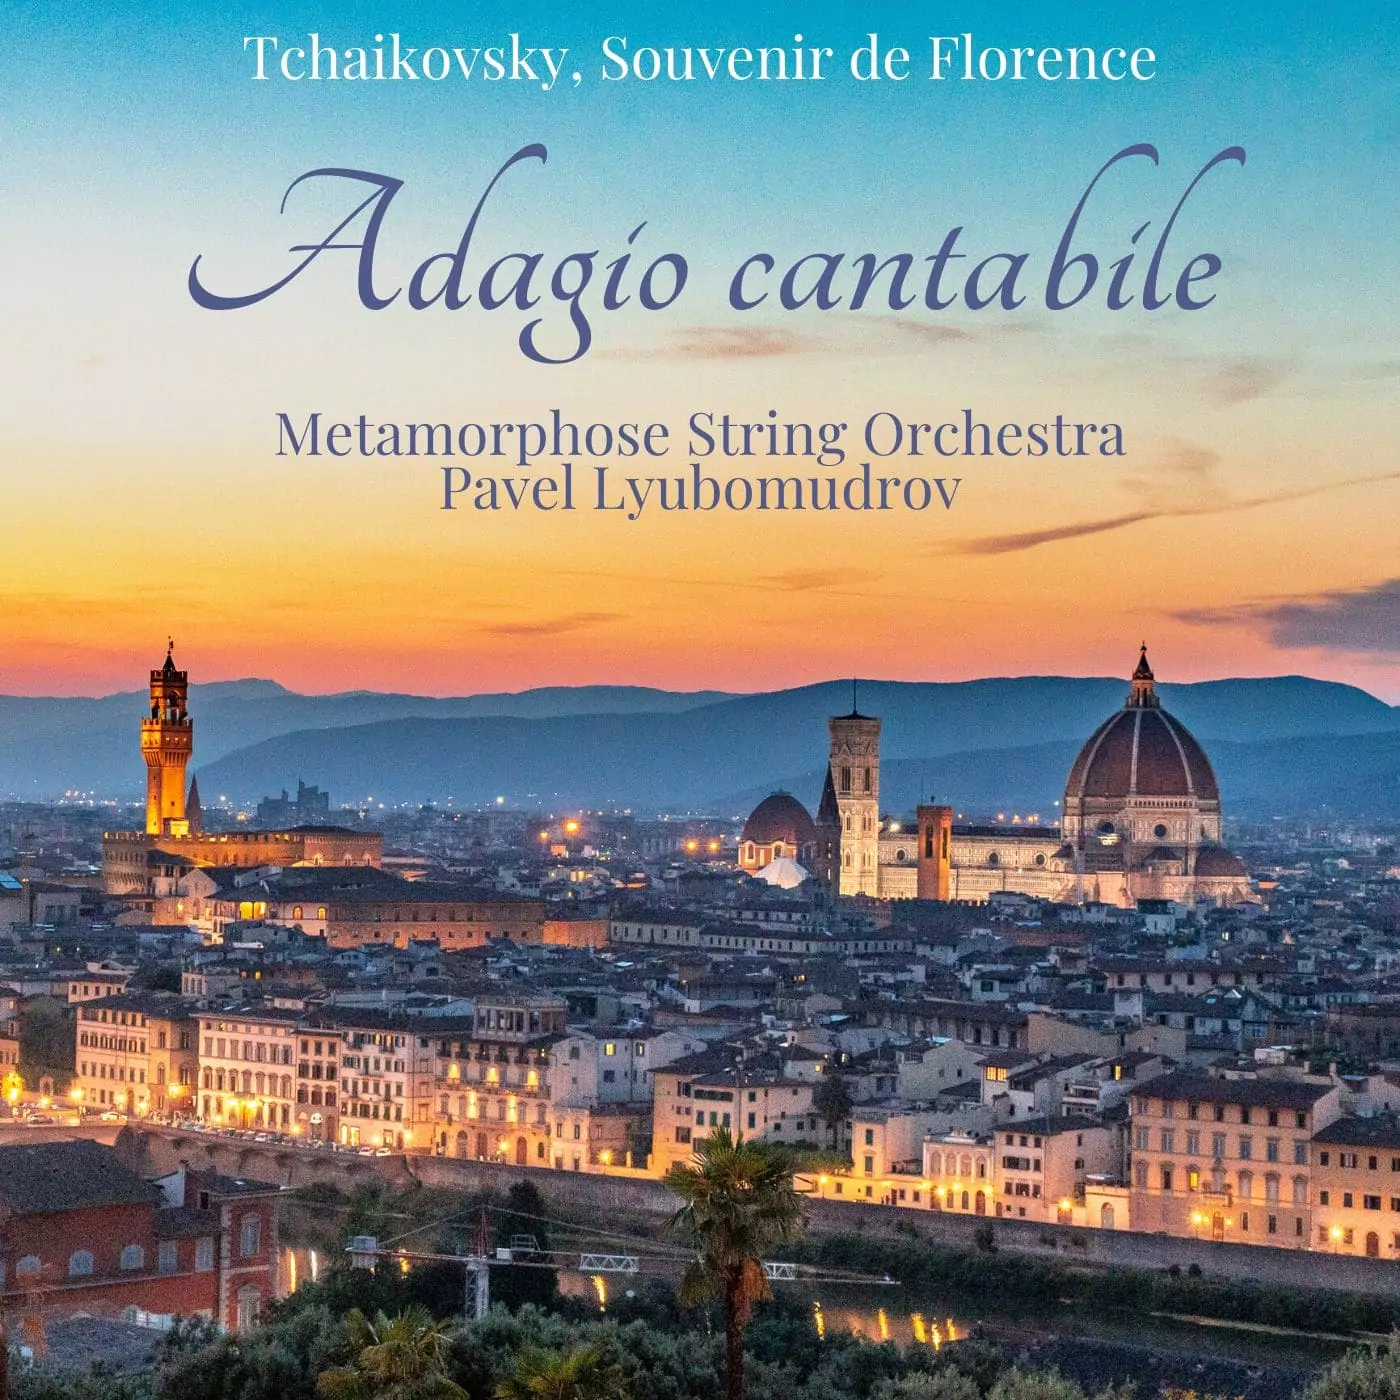 Tchaikovsky, Souvenir de Florence
Adagio cantabile
Metamorphose String Orchestra
Pavel Lyubomudrov